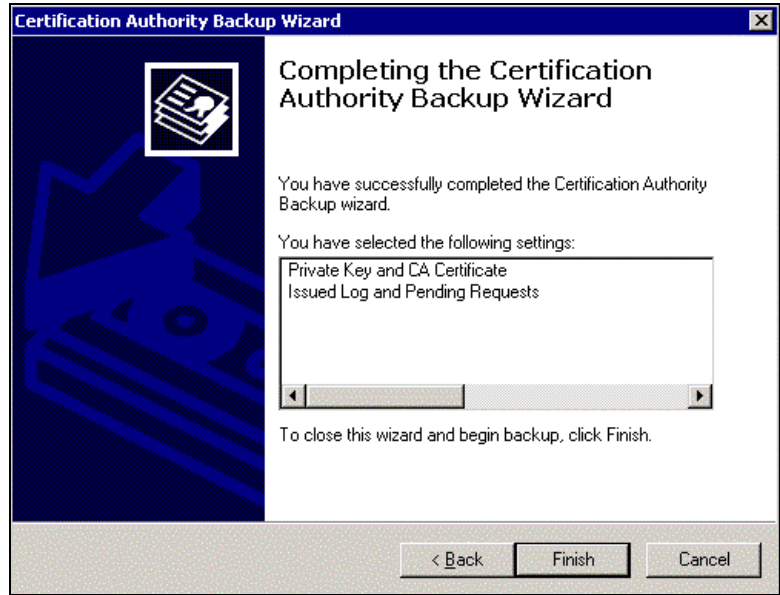 Certification Authority Backup Wizard
Completing the Certification
Authority Backup Wizard
You have successfully completed the Certification Authority
Backup wizard.
You have selected the following settings:
Private Key and CA Certificate
Issued Log and Pending Requests
To close this wizard and begin backup, click Finish.
< Back
Finish
Cancel